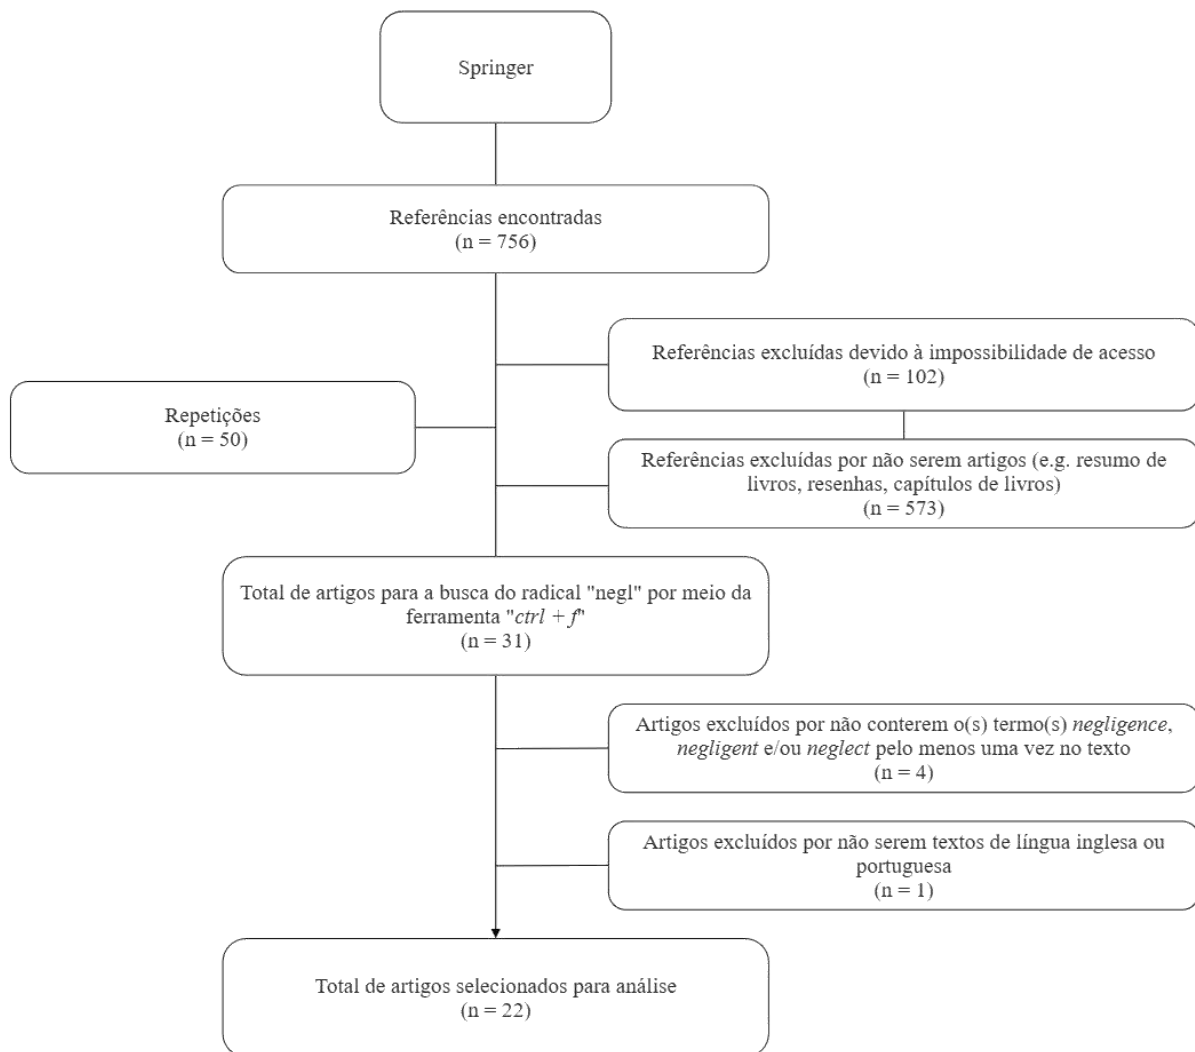 Springer
Referências encontradas
(n = 756)
Referências excluídas devido à impossibilidade de acesso
(n = 102)
Repetições
(n = 50)
Referências excluídas por não serem artigos (e.g. resumo de
livros, resenhas, capítulos de livros)
(n = 573)
Total de artigos para a busca do radical "negl" por meio da
ferramenta "ctrl + f"
(n = 31)
Artigos excluídos por não conterem o(s) termo(s) negligence,
negligent e/ou neglect pelo menos uma vez no texto
(n = 4)
Artigos excluídos por não serem textos de língua inglesa ou
portuguesa
(n = 1)
Total de artigos selecionados para análise
(n = 22)